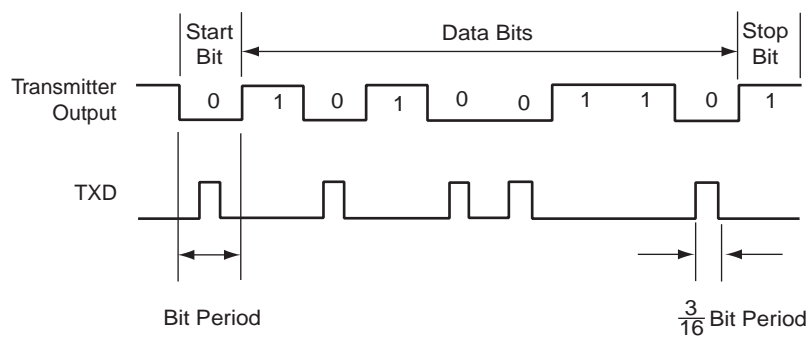 Start Bit
Data Bits
Stop Bit
Transmitter Output
0 1 0 1 0 0 1 1 0 1
TXD
Bit Period
3/16 Bit Period